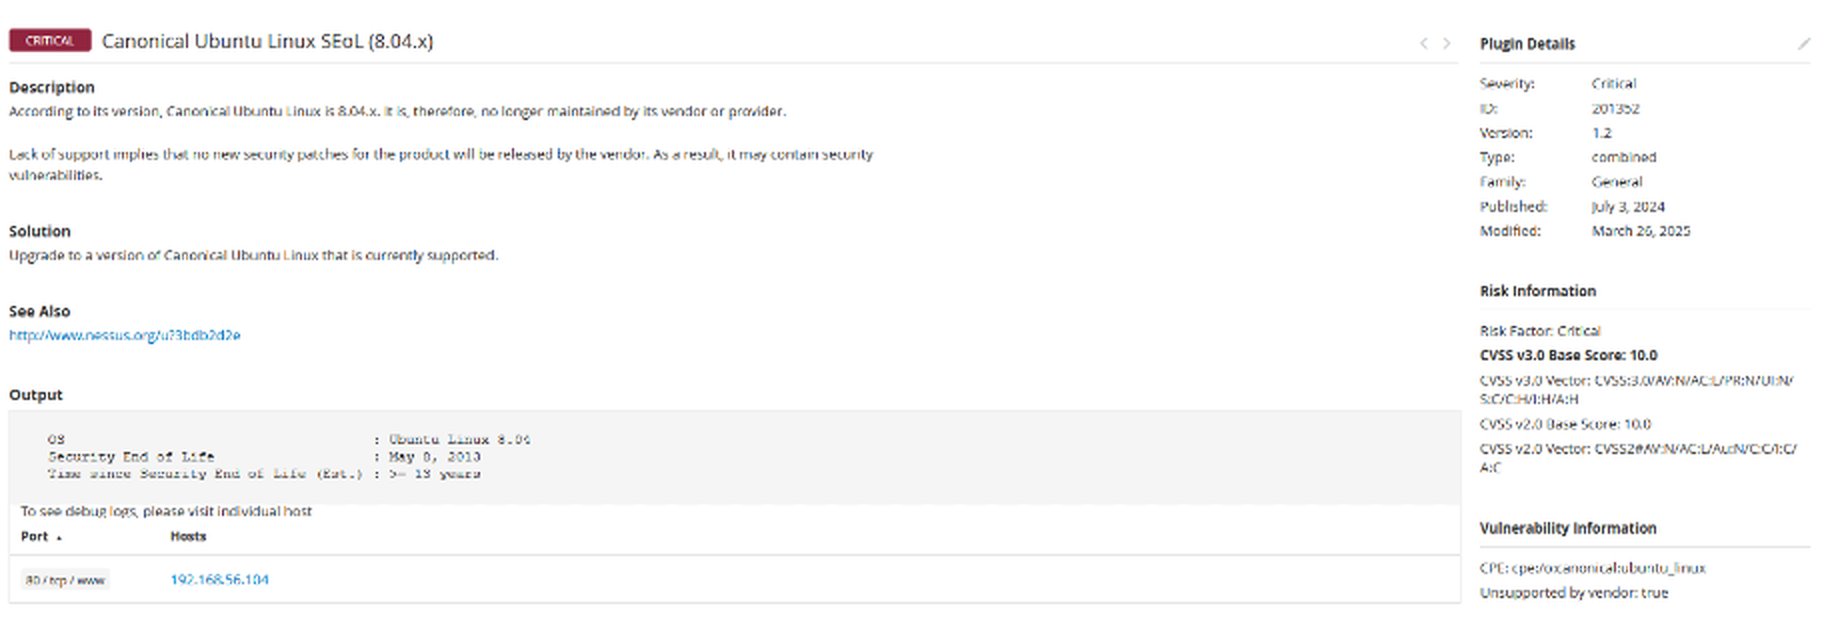 CRITICAL Canonical Ubuntu Linux SEoL (8.04.x)
Description
According to its version, Canonical Ubuntu Linux is 8.04.x. It is, therefore, no longer maintained by its vendor or provider.
Lack of support implies that no new security patches for the product will be released by the vendor. As a result, it may contain security
vulnerabilities.
Solution
Upgrade to a version of Canonical Ubuntu Linux that is currently supported.
See Also
http://www.nessus.org/u?3bdb2d2e
Output
OS : Ubuntu Linux 8.04
Security End of Life : May 8, 2013
Time since Security End of Life (Est.) : >= 13 years
To see debug logs, please visit individual host
Port Hosts
80 / tcp / www 192.168.56.104
Plugin Details
Severity: Critical
ID: 201352
Version: 1.2
Type: combined
Family: General
Published: July 3, 2024
Modified: March 26, 2025
Risk Information
Risk Factor: Critical
CVSS v3.0 Base Score: 10.0
CVSS v3.0 Vector: CVSS:3.0/AV:N/AC:L/PR:N/UI:N/
S:C/C:H/I:H/A:H
CVSS v2.0 Base Score: 10.0
CVSS v2.0 Vector: CVSS2#AV:N/AC:L/Au:N/C:C/I:C/
A:C
Vulnerability Information
CPE: cpe:/o:canonical:ubuntu_linux
Unsupported by vendor: true